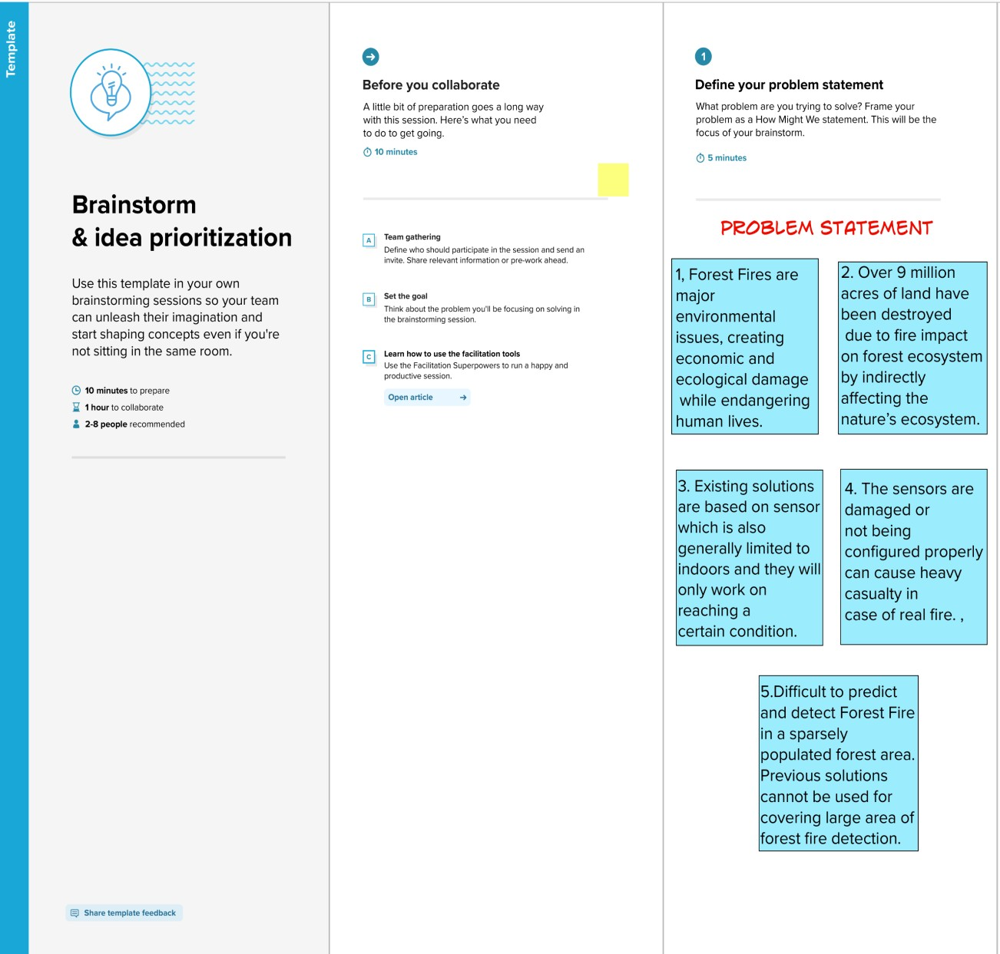 Template
Brainstorm
& idea prioritization
Use this template in your own
brainstorming sessions so your team
can unleash their imagination and
start shaping concepts even if you're
not sitting in the same room.
10 minutes to prepare
1 hour to collaborate
2-8 people recommended
Share template feedback
Before you collaborate
A little bit of preparation goes a long way
with this session. Here’s what you need
to do to get going.
10 minutes
A
Team gathering
Define who should participate in the session and send an
invite. Share relevant information or pre-work ahead.
B
Set the goal
Think about the problem you'll be focusing on solving in
the brainstorming session.
C
Learn how to use the facilitation tools
Use the Facilitation Superpowers to run a happy and
productive session.
Open article
1
Define your problem statement
What problem are you trying to solve? Frame your
problem as a How Might We statement. This will be the
focus of your brainstorm.
5 minutes
PROBLEM STATEMENT
1, Forest Fires are
major
environmental
issues, creating
economic and
ecological damage
while endangering
human lives.
2. Over 9 million
acres of land have
been destroyed
due to fire impact
on forest ecosystem
by indirectly
affecting the
nature’s ecosystem.
3. Existing solutions
are based on sensor
which is also
generally limited to
indoors and they will
only work on
reaching a
certain condition.
4. The sensors are
damaged or
not being
configured properly
can cause heavy
casualty in
case of real fire. ,
5.Difficult to predict
and detect Forest Fire
in a sparsely
populated forest area.
Previous solutions
cannot be used for
covering large area of
forest fire detection.